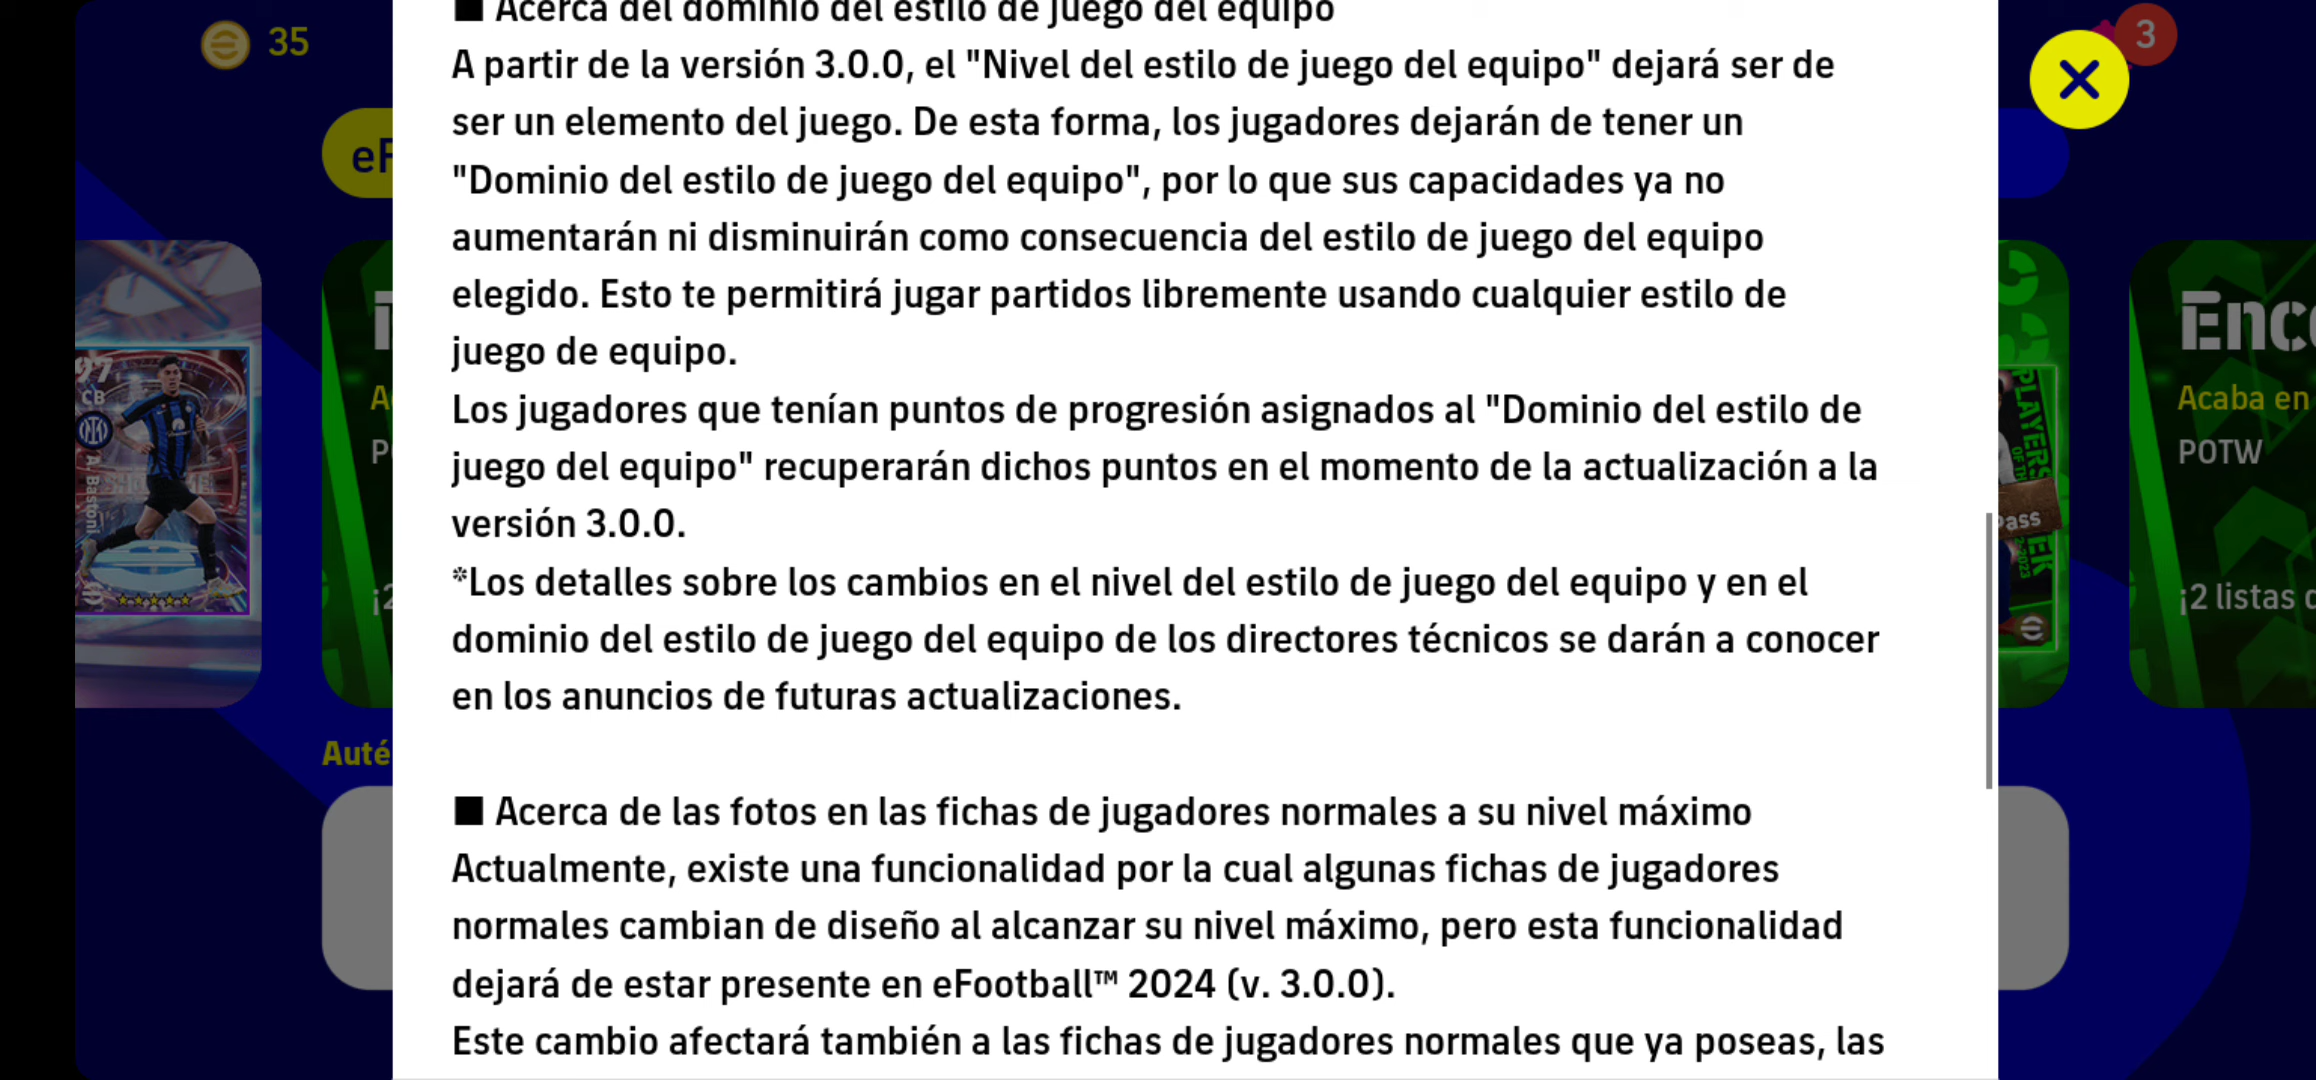 35
3
■ Acerca del dominio del estilo de juego del equipo
A partir de la versión 3.0.0, el "Nivel del estilo de juego del equipo" dejará ser de
ser un elemento del juego. De esta forma, los jugadores dejarán de tener un
"Dominio del estilo de juego del equipo", por lo que sus capacidades ya no
aumentarán ni disminuirán como consecuencia del estilo de juego del equipo
elegido. Esto te permitirá jugar partidos libremente usando cualquier estilo de
juego de equipo.
Los jugadores que tenían puntos de progresión asignados al "Dominio del estilo de
juego del equipo" recuperarán dichos puntos en el momento de la actualización a la
versión 3.0.0.
*Los detalles sobre los cambios en el nivel del estilo de juego del equipo y en el
dominio del estilo de juego del equipo de los directores técnicos se darán a conocer
en los anuncios de futuras actualizaciones.
■ Acerca de las fotos en las fichas de jugadores normales a su nivel máximo
Actualmente, existe una funcionalidad por la cual algunas fichas de jugadores
normales cambian de diseño al alcanzar su nivel máximo, pero esta funcionalidad
dejará de estar presente en eFootball™ 2024 (v. 3.0.0).
Este cambio afectará también a las fichas de jugadores normales que ya poseas, las
eF
97
CB
A. Bastoni
¡2
Auté
PLAYERS
OF THE
Pass
Enc
Acaba en
POTW
¡2 listas